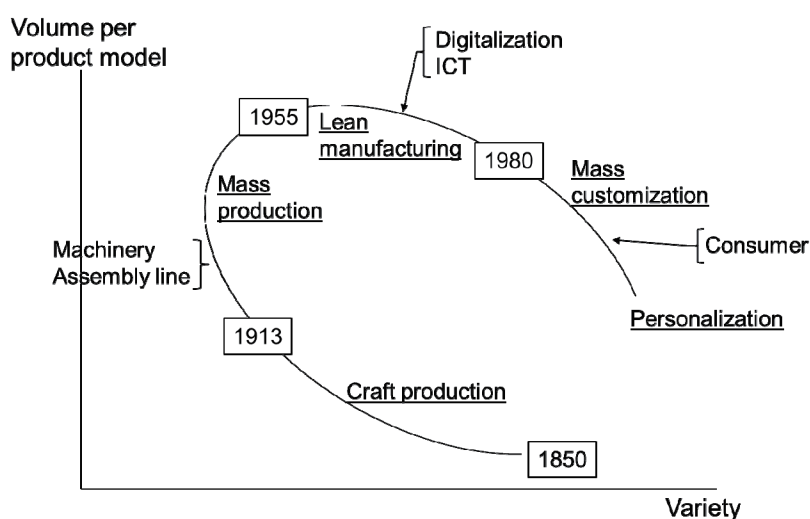 Volume per
product model
Digitalization
ICT
1955
Lean
manufacturing
1980
Mass
customization
Mass
production
Consumer
Machinery
Assembly line
Personalization
1913
Craft production
1850
Variety